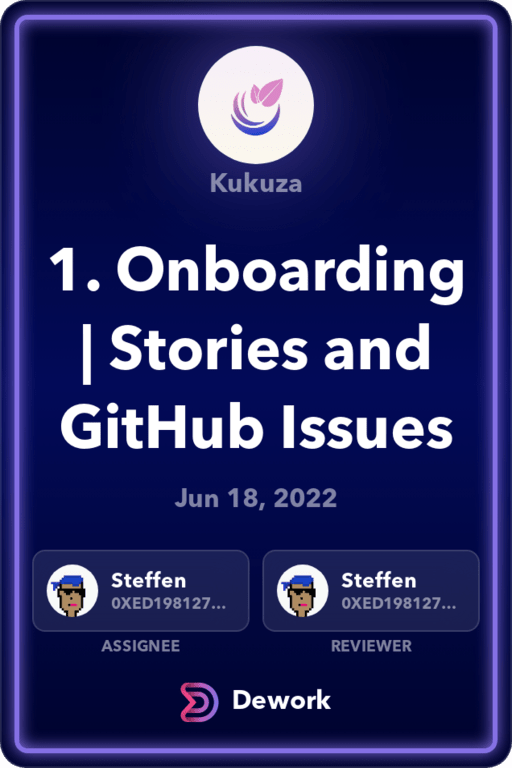 Kukuza
1. Onboarding
| Stories and
GitHub Issues
Jun 18, 2022
Steffen
0XED198127...
ASSIGNEE
Steffen
0XED198127...
REVIEWER
Dework